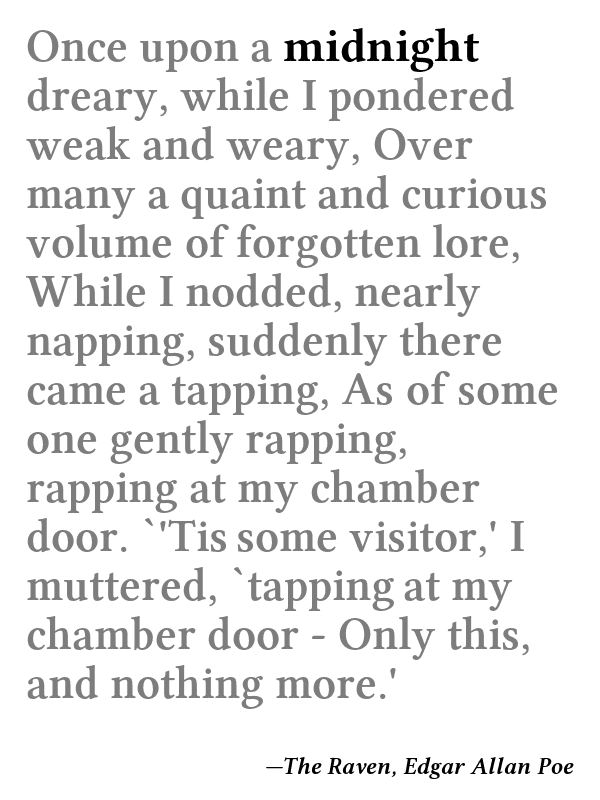 Once upon a midnight
dreary, while I pondered
weak and weary, Over
many a quaint and curious
volume of forgotten lore,
While I nodded, nearly
napping, suddenly there
came a tapping, As of some
one gently rapping,
rapping at my chamber
door. `'Tis some visitor,' I
muttered, `tapping at my
chamber door - Only this,
and nothing more.'
—The Raven, Edgar Allan Poe